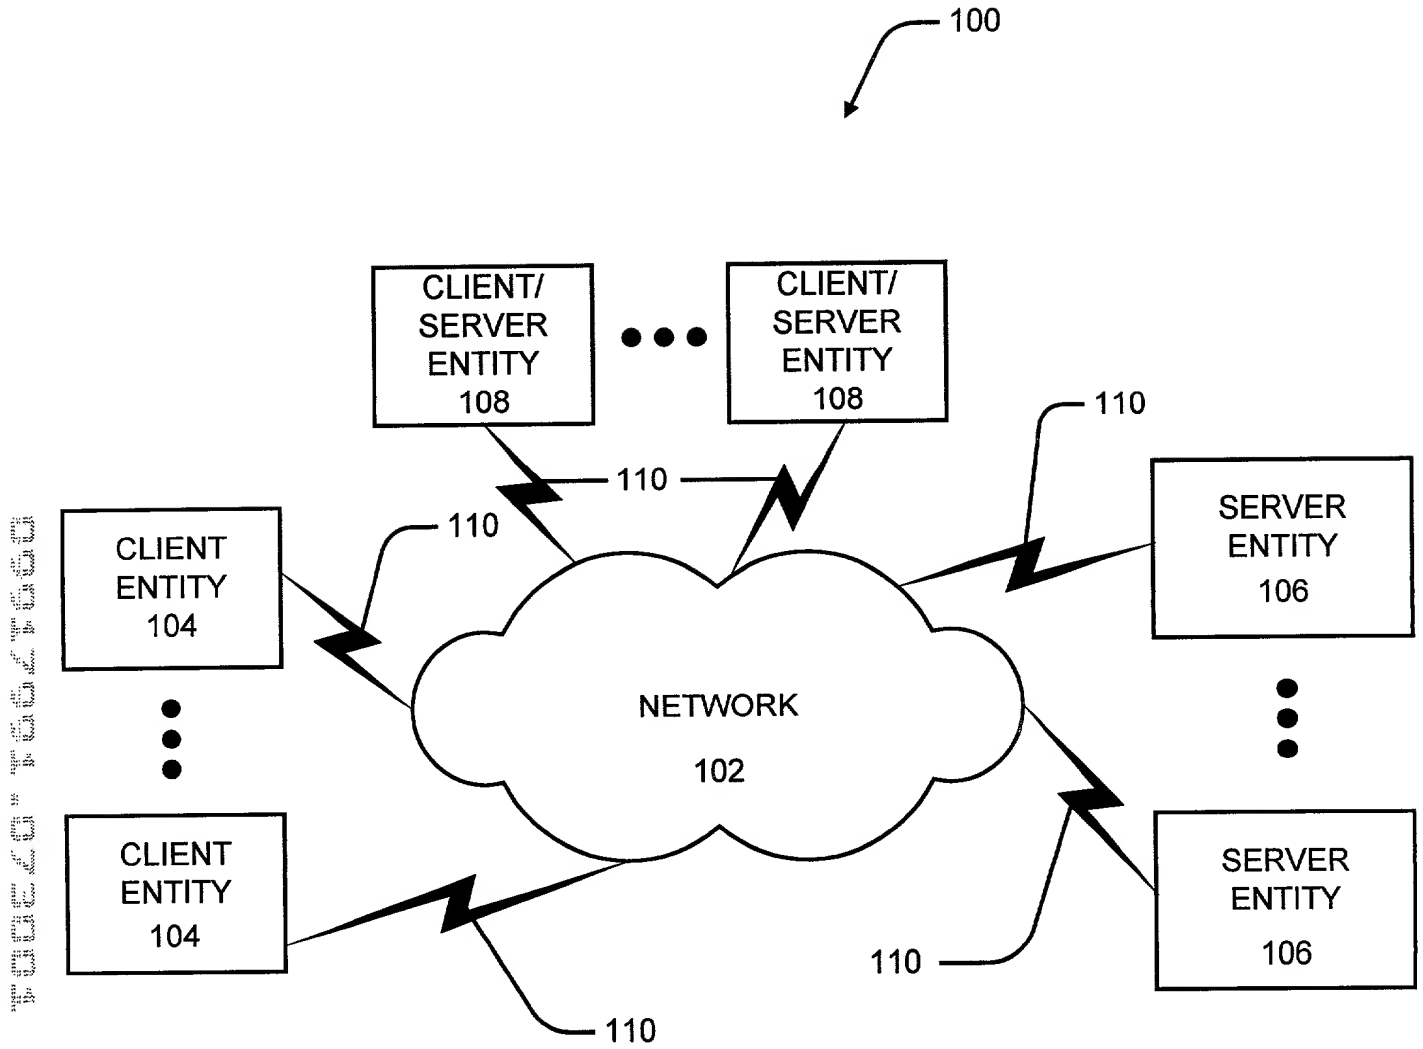 100
CLIENT/
SERVER
ENTITY
108
CLIENT/
SERVER
ENTITY
108
110
110
110
SERVER
ENTITY
106
CLIENT
ENTITY
104
NETWORK
102
CLIENT
ENTITY
104
SERVER
ENTITY
106
110
110